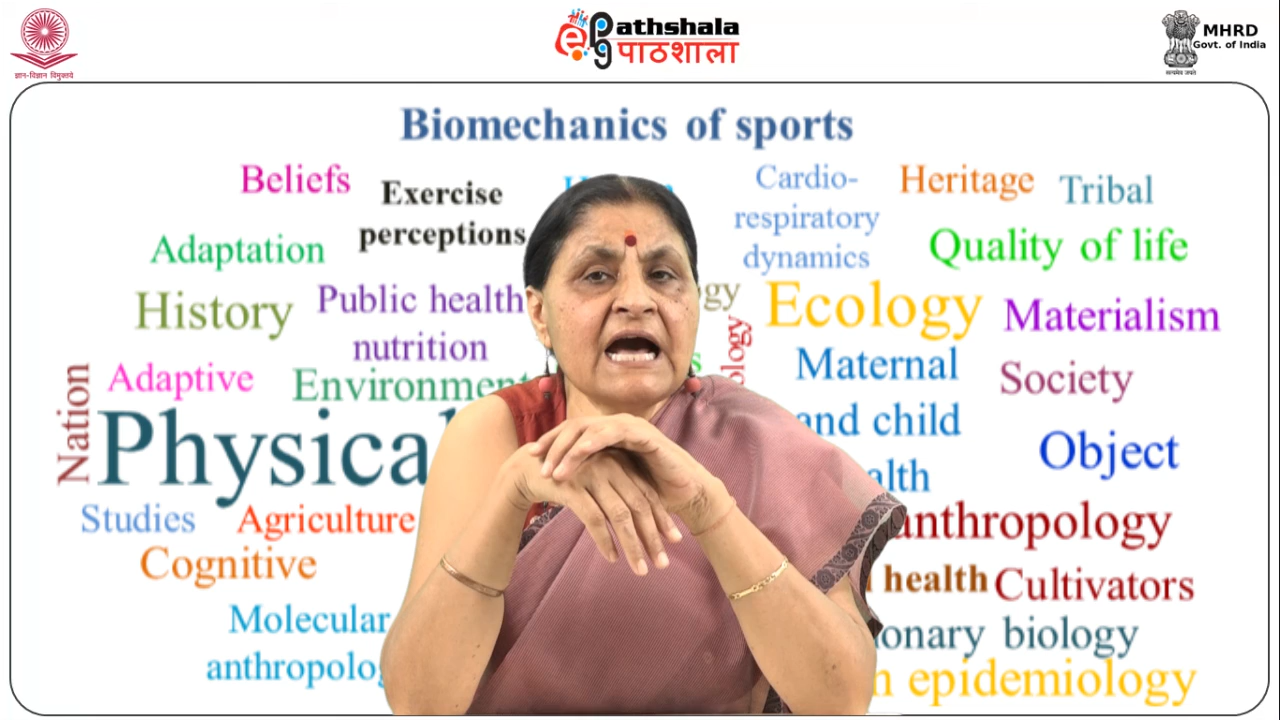 ज्ञान-विज्ञान विमुक्तये
ePathshala
पाठशाला
MHRD
Govt. of India
सत्यमेव जयते
Biomechanics of sports
Beliefs
Exercise
perceptions
Cardio-
respiratory
dynamics
Heritage
Tribal
Adaptation
Quality of life
History
Public health
nutrition
Ecology
Materialism
Nation
Adaptive
Environment
Maternal
and child
Society
Physical
Object
Studies
Agriculture
anthropology
Cognitive
health
Cultivators
Molecular
biology
epidemiology